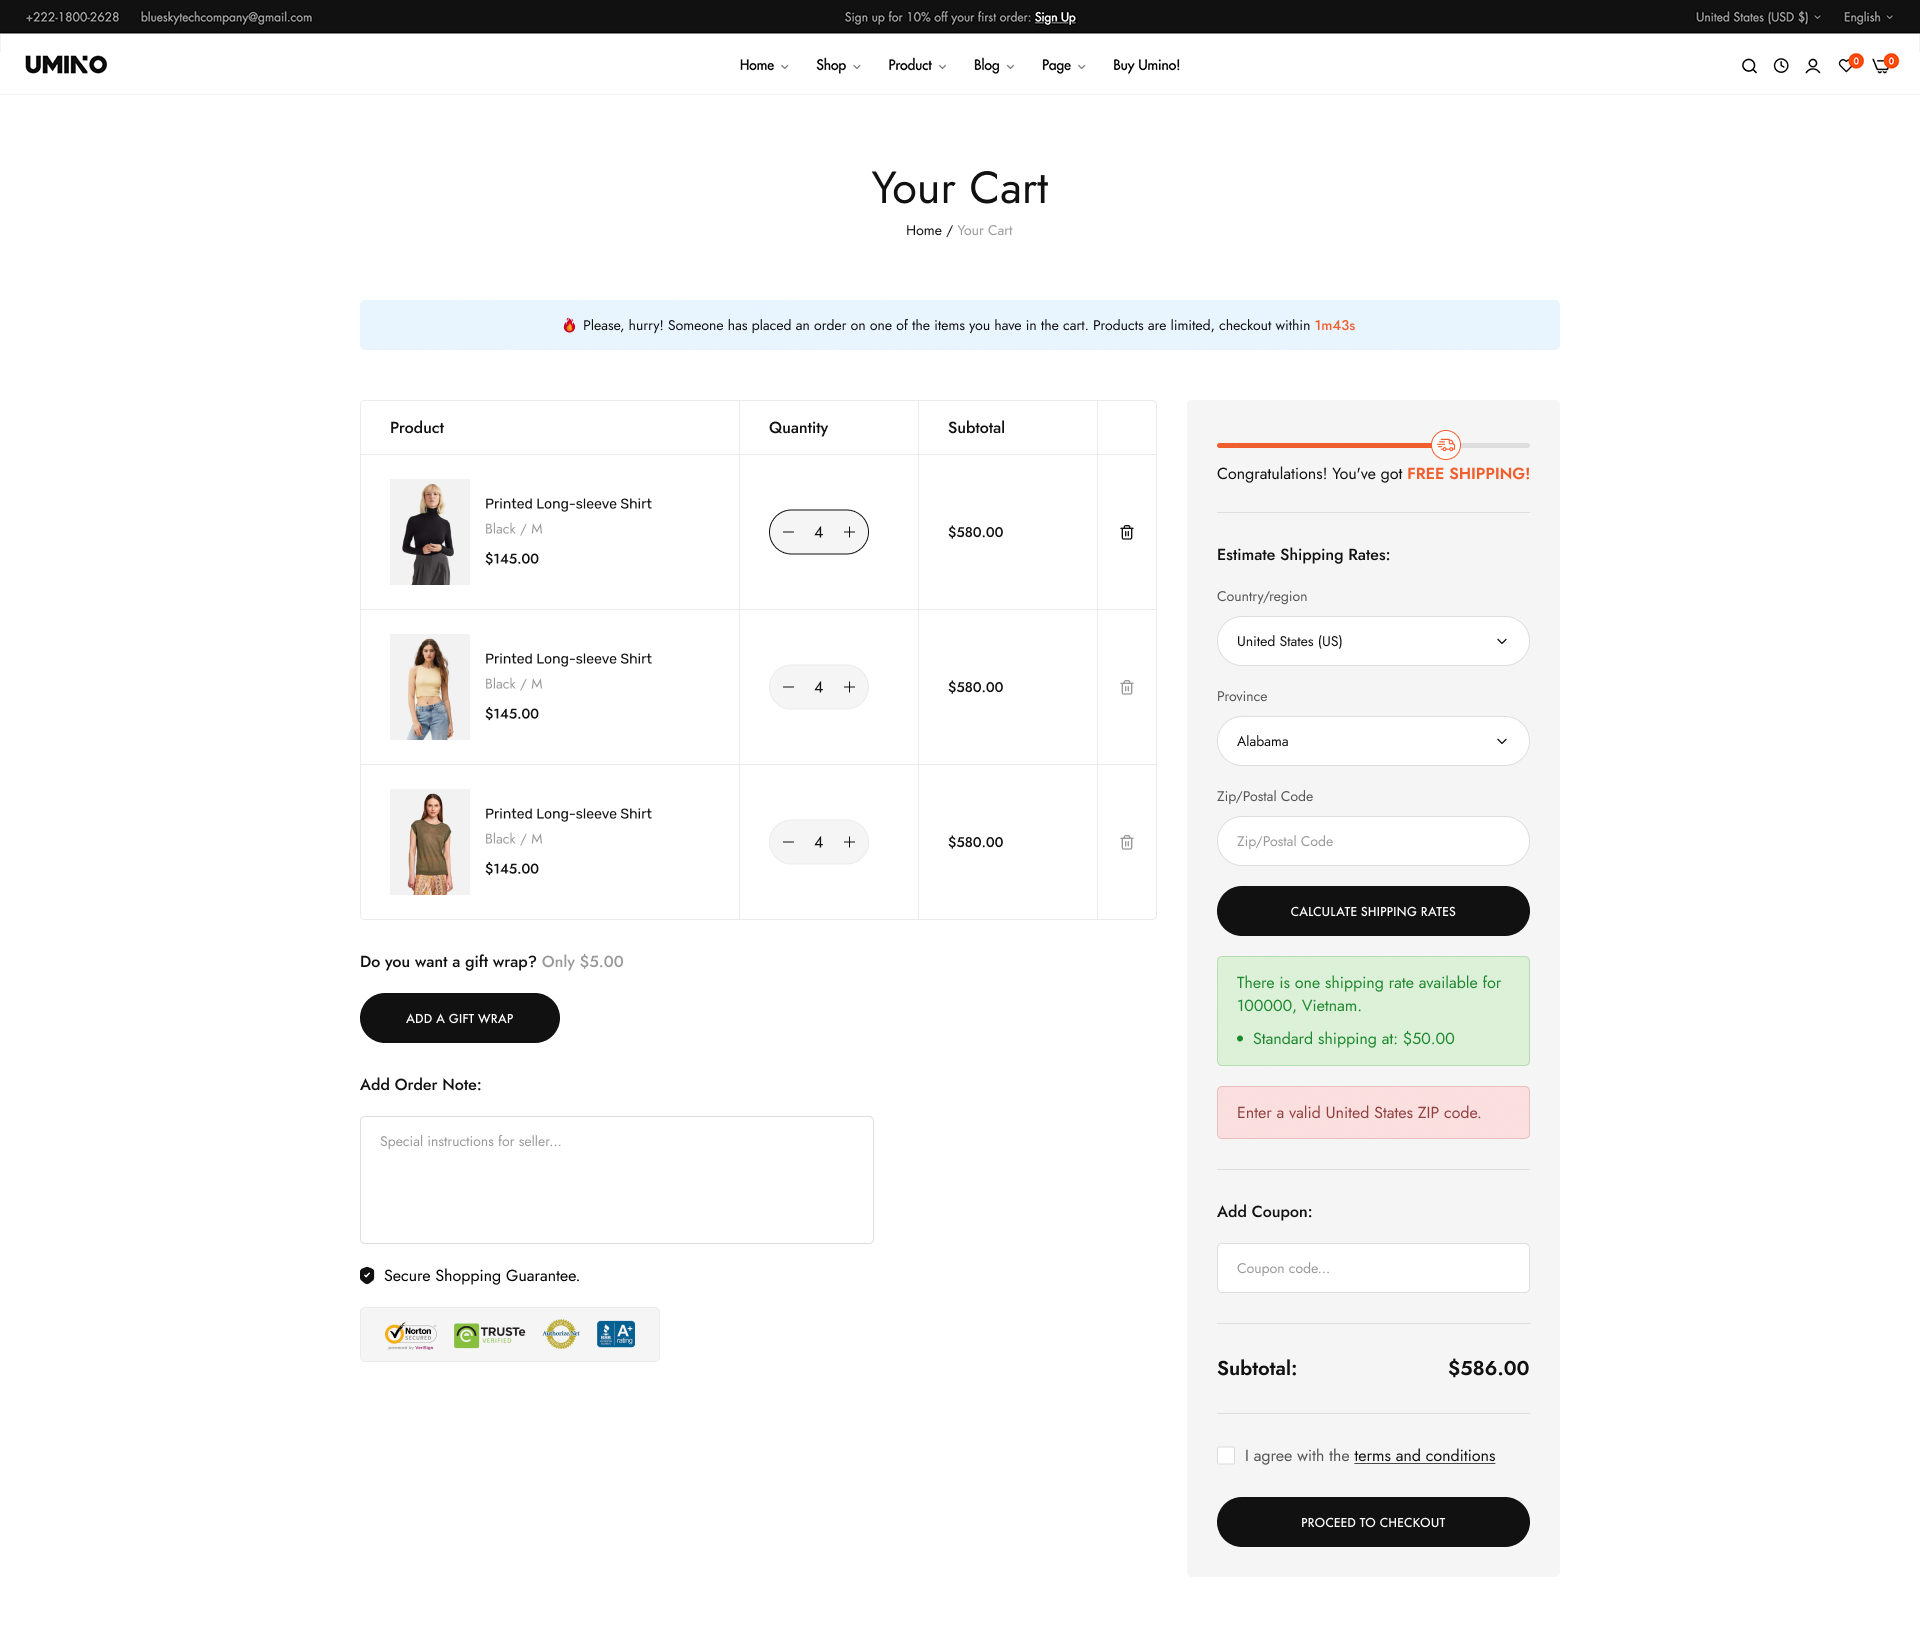 +222-1800-2628 blueskytechcompany@gmail.com Sign up for 10% off your first order: Sign Up United States (USD $) English
UMINO Home Shop Product Blog Page Buy Umino! 0 0
Your Cart
Home / Your Cart
Please, hurry! Someone has placed an order on one of the items you have in the cart. Products are limited, checkout within 1m43s
Product Quantity Subtotal
Printed Long-sleeve Shirt
Black / M
$145.00
4 $580.00
Printed Long-sleeve Shirt
Black / M
$145.00
4 $580.00
Printed Long-sleeve Shirt
Black / M
$145.00
4 $580.00
Do you want a gift wrap? Only $5.00
ADD A GIFT WRAP
Add Order Note:
Special instructions for seller...
Secure Shopping Guarantee.
Norton
SECURED
powered by VeriSign
TRUSTe
VERIFIED
Authorize.Net
A+
rating
Congratulations! You've got FREE SHIPPING!
Estimate Shipping Rates:
Country/region
United States (US)
Province
Alabama
Zip/Postal Code
Zip/Postal Code
CALCULATE SHIPPING RATES
There is one shipping rate available for
100000, Vietnam.
• Standard shipping at: $50.00
Enter a valid United States ZIP code.
Add Coupon:
Coupon code...
Subtotal: $586.00
I agree with the terms and conditions
PROCEED TO CHECKOUT